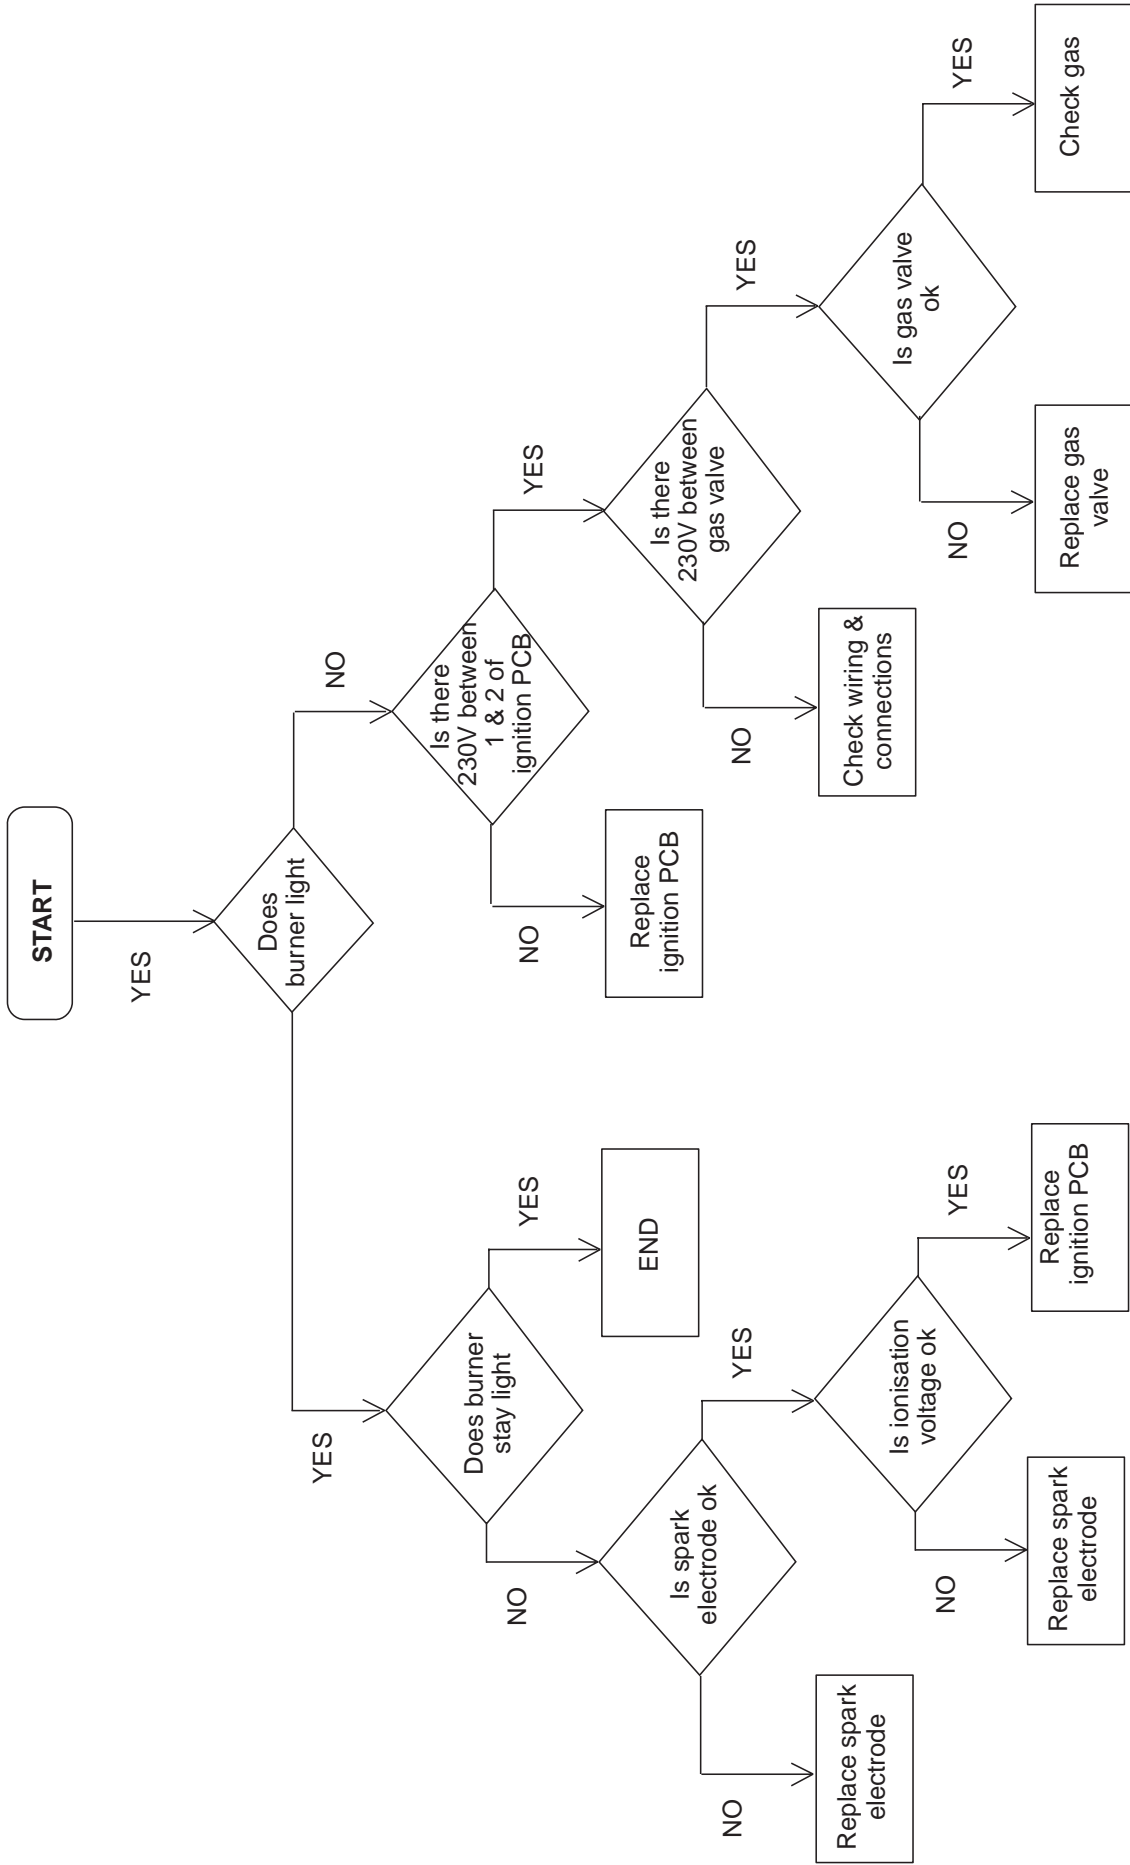 START
YES
Does
burner light
YES
NO
Does burner
stay light
Is there
230V between
1 & 2 of
ignition PCB
NO
YES
NO
YES
Is spark
electrode ok
END
Replace
ignition PCB
Is there
230V between
gas valve
NO
YES
NO
YES
Replace spark
electrode
Is ionisation
voltage ok
Check wiring &
connections
Is gas valve
ok
NO
YES
NO
YES
Replace spark
electrode
Replace
ignition PCB
Replace gas
valve
Check gas